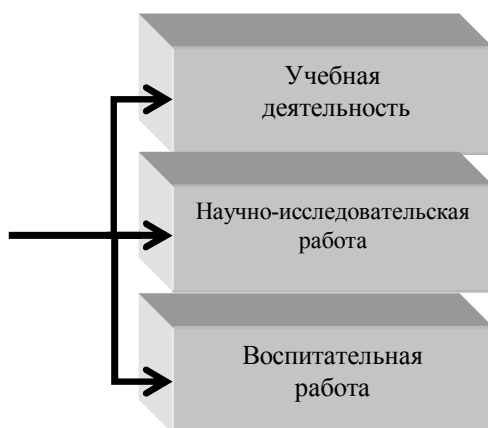 Учебная
деятельность
Научно-исследовательская
работа
Воспитательная
работа